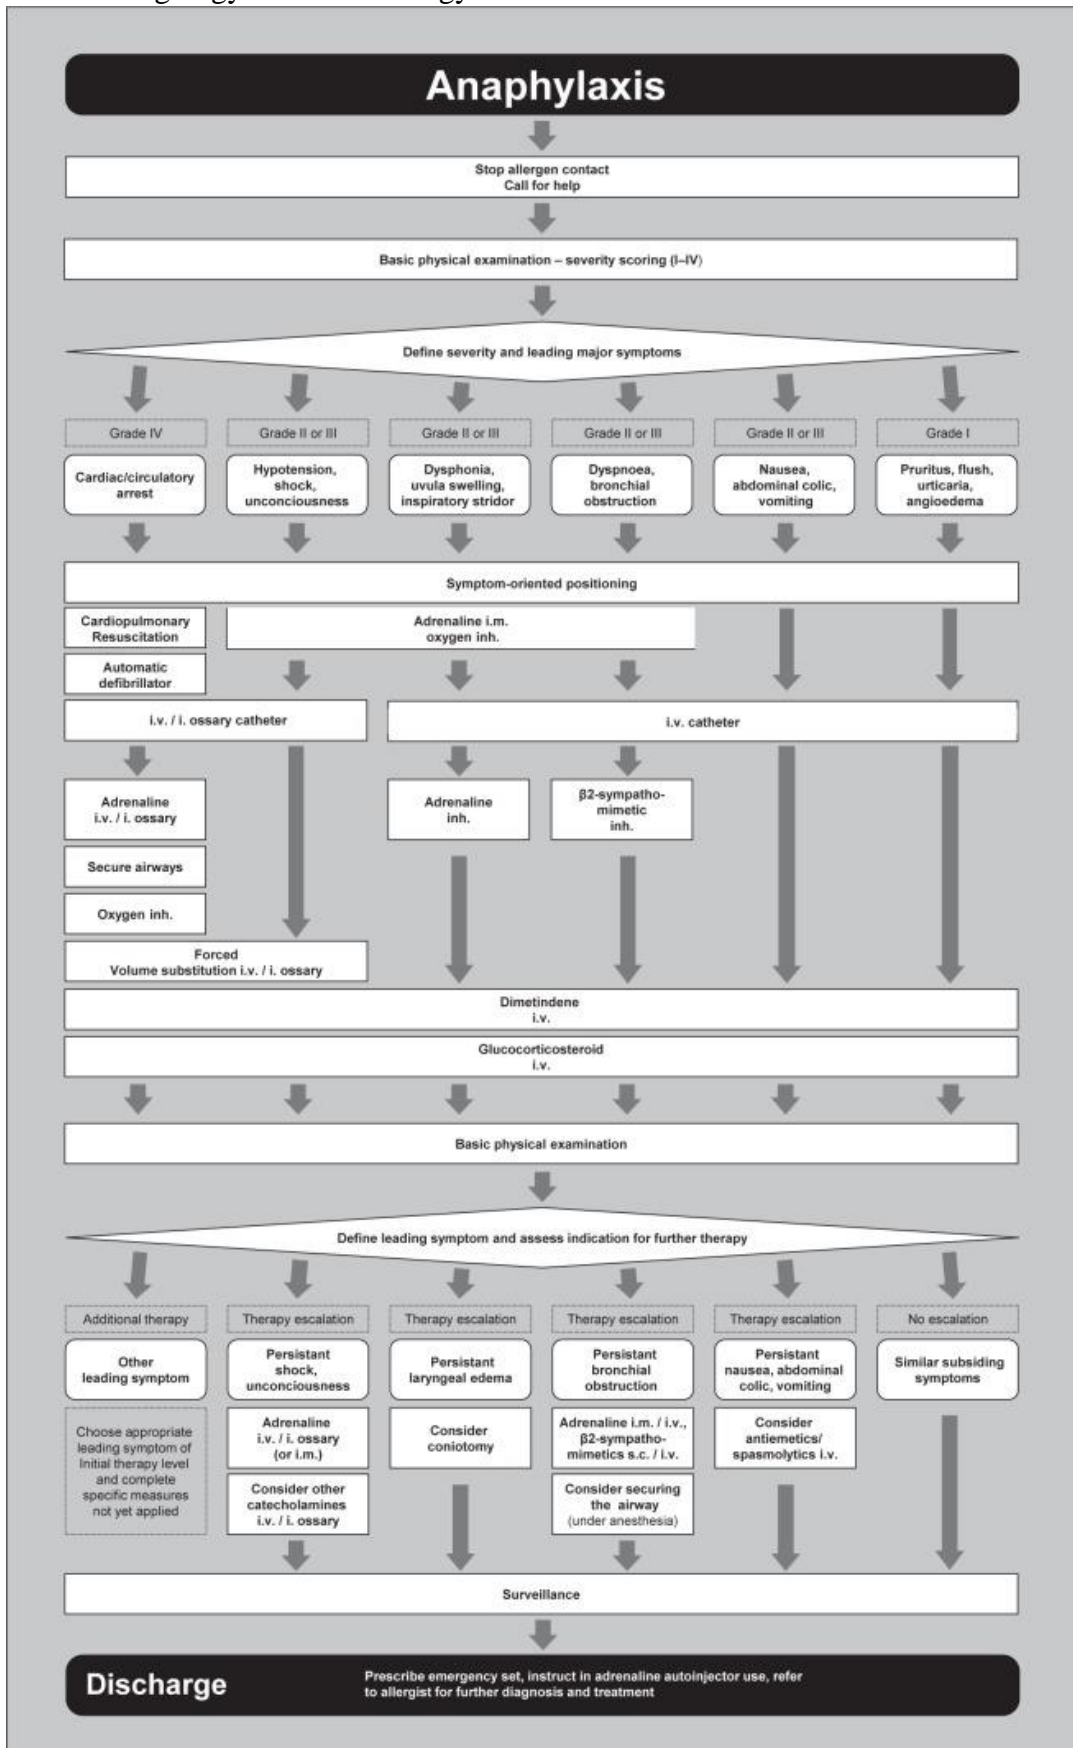 Anaphylaxis
Stop allergen contact
Call for help
Basic physical examination – severity scoring (I–IV)
Define severity and leading major symptoms
Grade IV
Grade II or III
Grade II or III
Grade II or III
Grade II or III
Grade I
Cardiac/circulatory
arrest
Hypotension,
shock,
unconciousness
Dysphonia,
uvula swelling,
inspiratory stridor
Dyspnoea,
bronchial
obstruction
Nausea,
abdominal colic,
vomiting
Pruritus, flush,
urticaria,
angioedema
Symptom-oriented positioning
Cardiopulmonary
Resuscitation
Adrenaline i.m.
oxygen inh.
Automatic
defibrillator
i.v. / i. ossary catheter
i.v. catheter
Adrenaline
i.v. / i. ossary
Adrenaline
inh.
β2-sympatho-
mimetic
inh.
Secure airways
Oxygen inh.
Forced
Volume substitution i.v. / i. ossary
Dimetindene
i.v.
Glucocorticosteroid
i.v.
Basic physical examination
Define leading symptom and assess indication for further therapy
Additional therapy
Therapy escalation
Therapy escalation
Therapy escalation
Therapy escalation
No escalation
Other
leading symptom
Persistant
shock,
unconciousness
Persistant
laryngeal edema
Persistant
bronchial
obstruction
Persistant
nausea, abdominal
colic, vomiting
Similar subsiding
symptoms
Choose appropriate
leading symptom of
Initial therapy level
and complete
specific measures
not yet applied
Adrenaline
i.v. / i. ossary
(or i.m.)
Consider other
catecholamines
i.v. / i. ossary
Consider
coniotomy
Adrenaline i.m. / i.v.,
β2-sympatho-
mimetics s.c. / i.v.
Consider securing
the airway
(under anesthesia)
Consider
antiemetics/
spasmolytics i.v.
Surveillance
Discharge
Prescribe emergency set, instruct in adrenaline autoinjector use, refer
to allergist for further diagnosis and treatment